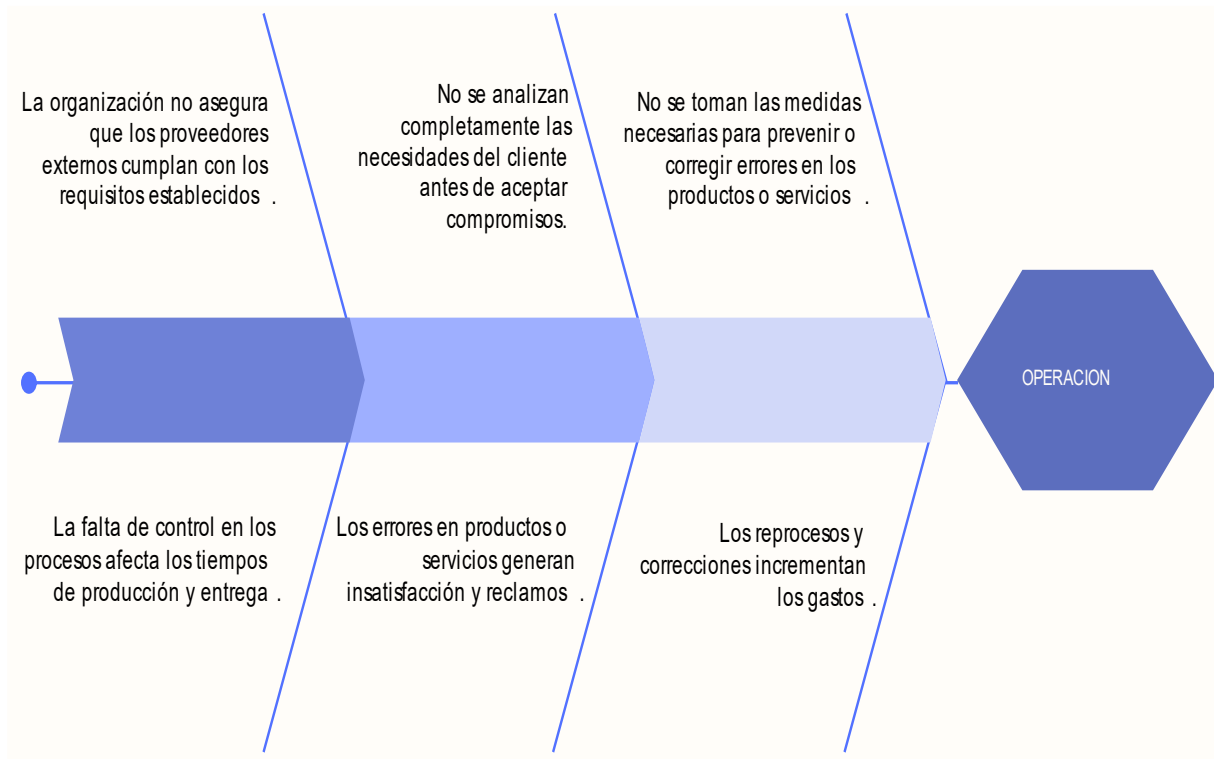 La organización no asegura
que los proveedores
externos cumplan con los
requisitos establecidos .
No se analizan
completamente las
necesidades del cliente
antes de aceptar
compromisos.
No se toman las medidas
necesarias para prevenir o
corregir errores en los
productos o servicios .
OPERACION
La falta de control en los
procesos afecta los tiempos
de producción y entrega .
Los errores en productos o
servicios generan
insatisfacción y reclamos .
Los reprocesos y
correcciones incrementan
los gastos .